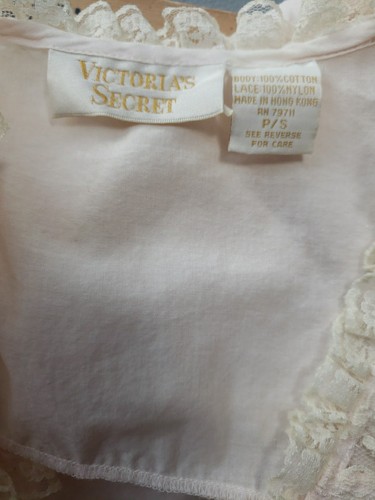 VICTORIA'S
SECRET
BODY: 100% COTTON
LACE: 100% NYLON
MADE IN HONG KONG
RN 79711
P/S
SEE REVERSE
FOR CARE